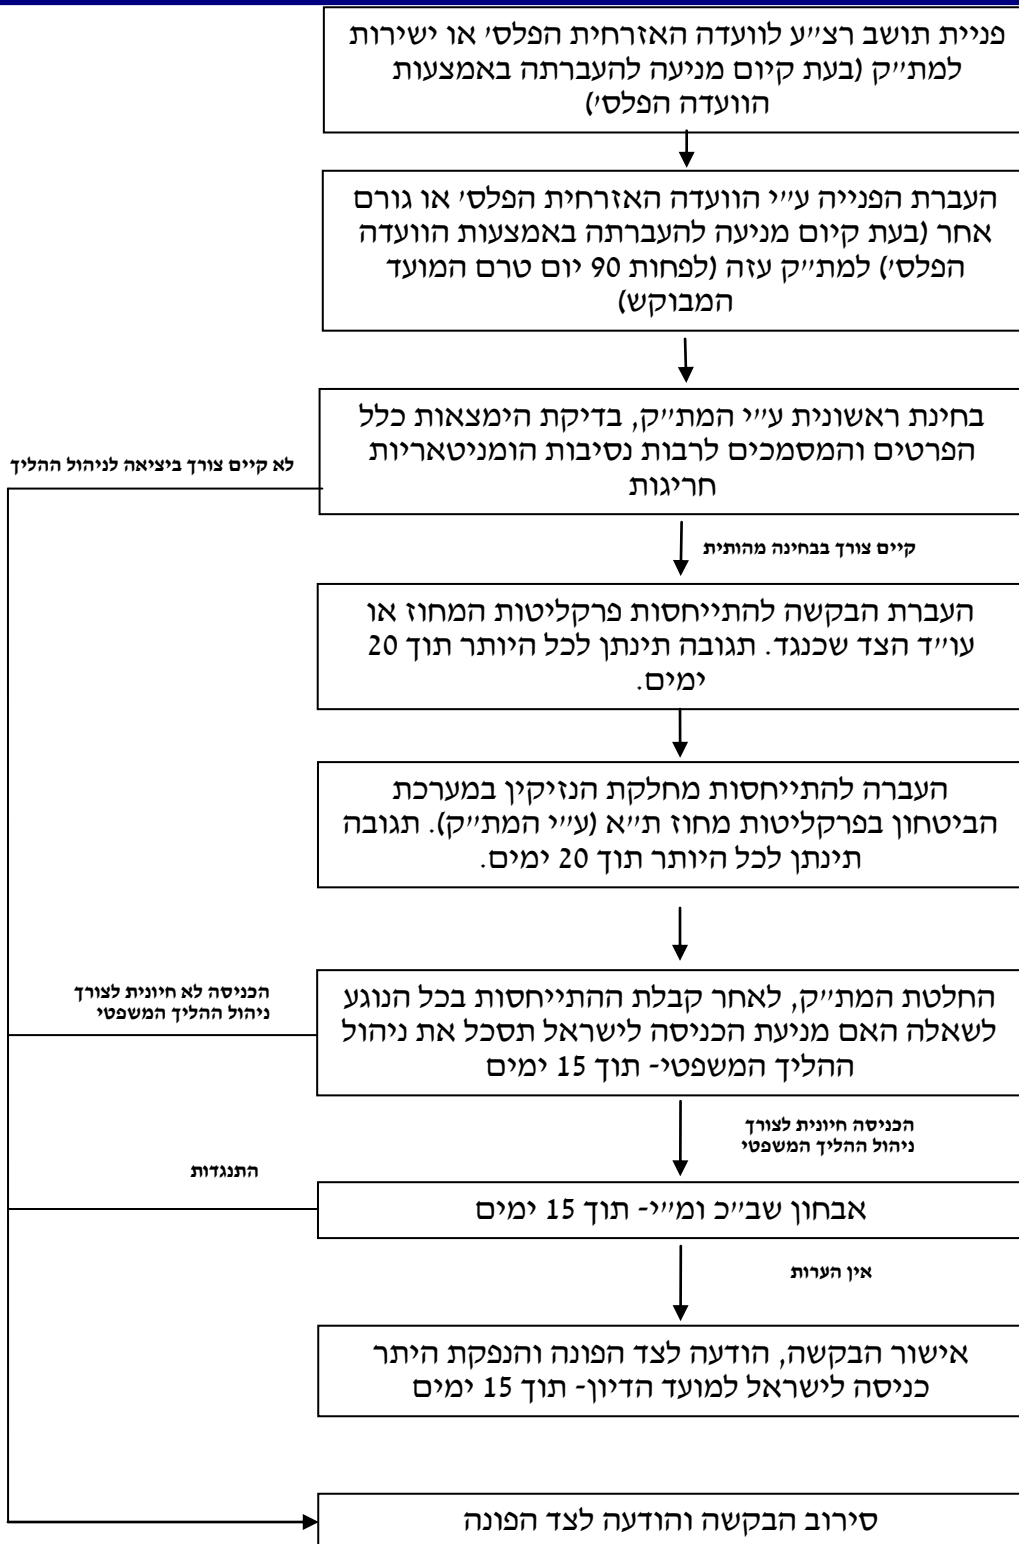 פניית תושב רצ״ע לוועדה האזרחית הפלס׳ או ישירות
למת״ק (בעת קיום מניעה להעברתה באמצעות
הוועדה הפלס׳)
העברת הפנייה ע״י הוועדה האזרחית הפלס׳ או גורם
אחר (בעת קיום מניעה להעברתה באמצעות הוועדה
הפלס׳) למת״ק עזה (לפחות 90 יום טרם המועד
המבוקש)
בחינת ראשונית ע״י המת״ק, בדיקת הימצאות כלל
הפרטים והמסמכים לרבות נסיבות הומניטאריות
חריגות
לא קיים צורך ביציאה לניהול ההליך
קיים צורך בבחינה מהותית
העברת הבקשה להתייחסות פרקליטות המחוז או
עו״ד הצד שכנגד. תגובה תינתן לכל היותר תוך 20
ימים.
העברה להתייחסות מחלקת הנזיקין במערכת
הביטחון בפרקליטות מחוז ת״א (ע״י המת״ק). תגובה
תינתן לכל היותר תוך 20 ימים.
החלטת המת״ק, לאחר קבלת ההתייחסות בכל הנוגע
לשאלה האם מניעת הכניסה לישראל תסכל את ניהול
ההליך המשפטי- תוך 15 ימים
הכניסה לא חיונית לצורך
ניהול ההליך המשפטי
הכניסה חיונית לצורך
ניהול ההליך המשפטי
אבחון שב״כ ומ״י- תוך 15 ימים
התנגדות
אין הערות
אישור הבקשה, הודעה לצד הפונה והנפקת היתר
כניסה לישראל למועד הדיון- תוך 15 ימים
סירוב הבקשה והודעה לצד הפונה